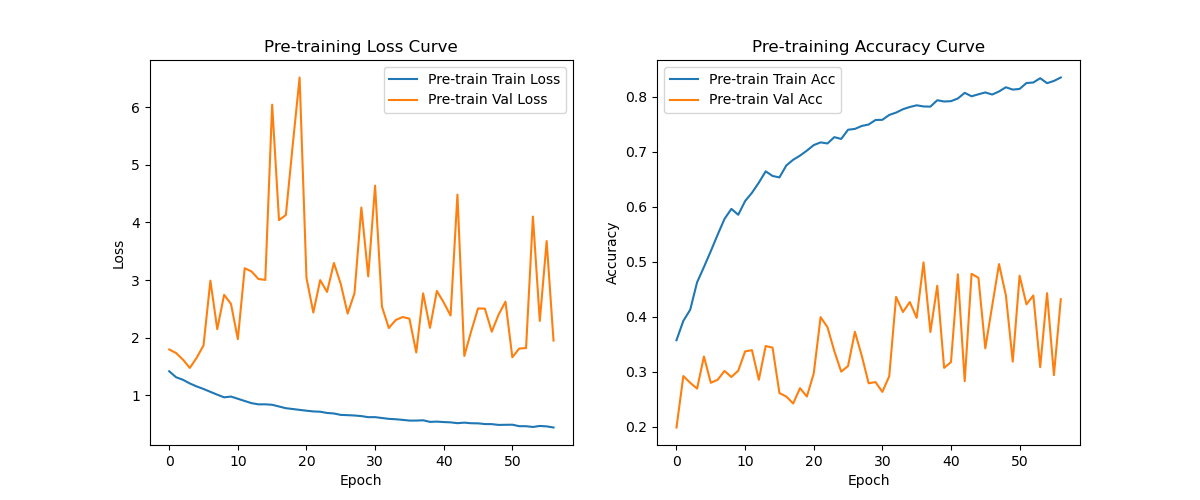 Pre-training Loss Curve
Pre-train Train Loss
Pre-train Val Loss
Loss
6
5
4
3
2
1
0
10
20
30
40
50
Epoch
Pre-training Accuracy Curve
Pre-train Train Acc
Pre-train Val Acc
Accuracy
0.8
0.7
0.6
0.5
0.4
0.3
0.2
0
10
20
30
40
50
Epoch